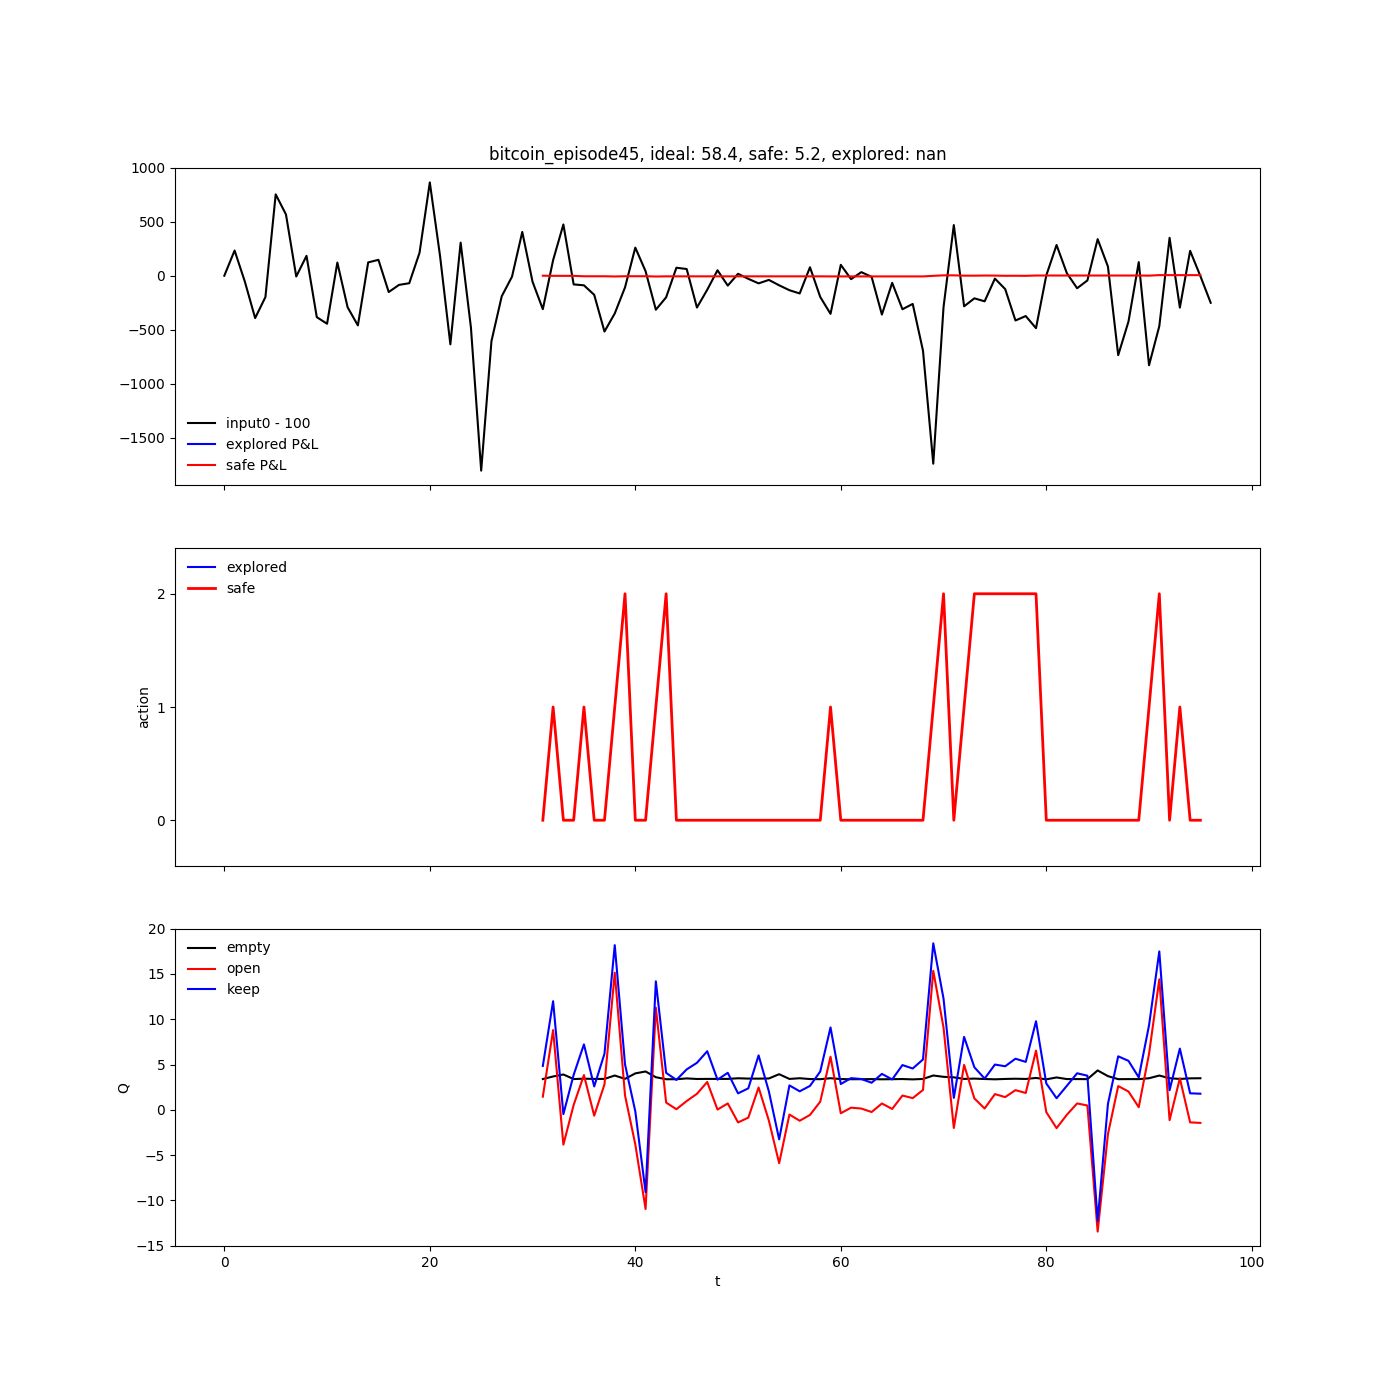 bitcoin_episode45, ideal: 58.4, safe: 5.2, explored: nan
1000
500
0
−500
−1000
−1500
input0 - 100
explored P&L
safe P&L
explored
safe
2
1
0
action
empty
open
keep
20
15
10
5
0
−5
−10
−15
Q
0 20 40 60 80 100
t